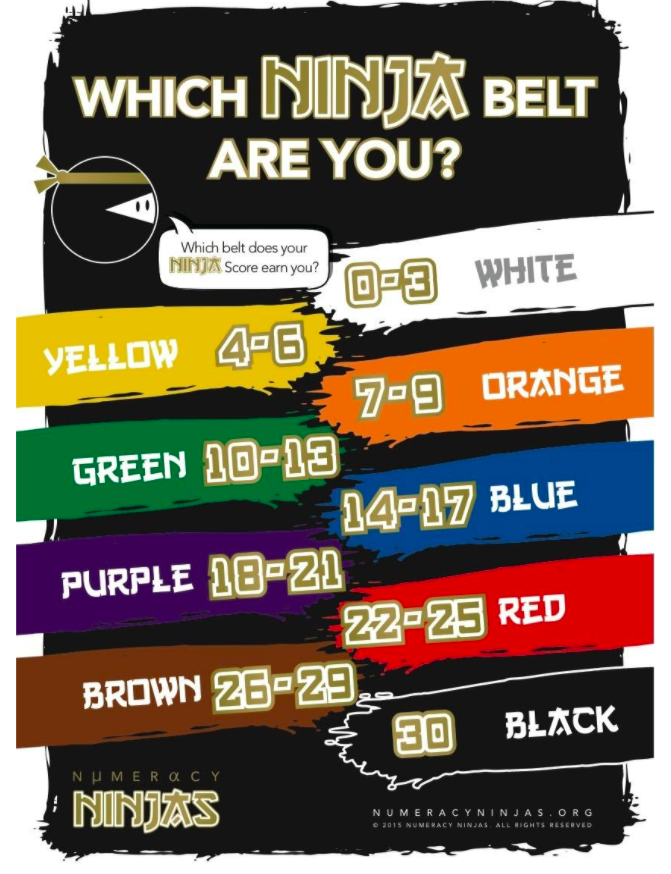 WHICH NINJA BELT
ARE YOU?
Which belt does your
NINJA Score earn you?
0-3 WHITE
YELLOW 4-6
7-9 ORANGE
GREEN 10-13
14-17 BLUE
PURPLE 18-21
22-25 RED
BROWN 26-29
30 BLACK
NμMERαCY
NINJAS
NUMERACYNINJAS.ORG
© 2015 NUMERACY NINJAS. ALL RIGHTS RESERVED